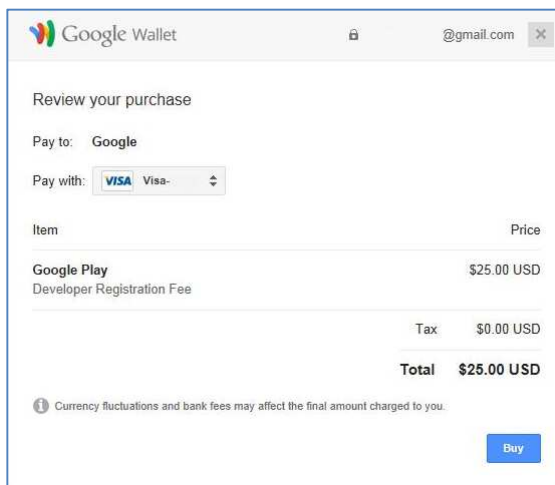 Google Wallet @gmail.com
Review your purchase
Pay to: Google
Pay with: VISA Visa-
Item Price
Google Play $25.00 USD
Developer Registration Fee
Tax $0.00 USD
Total $25.00 USD
Currency fluctuations and bank fees may affect the final amount charged to you.
Buy